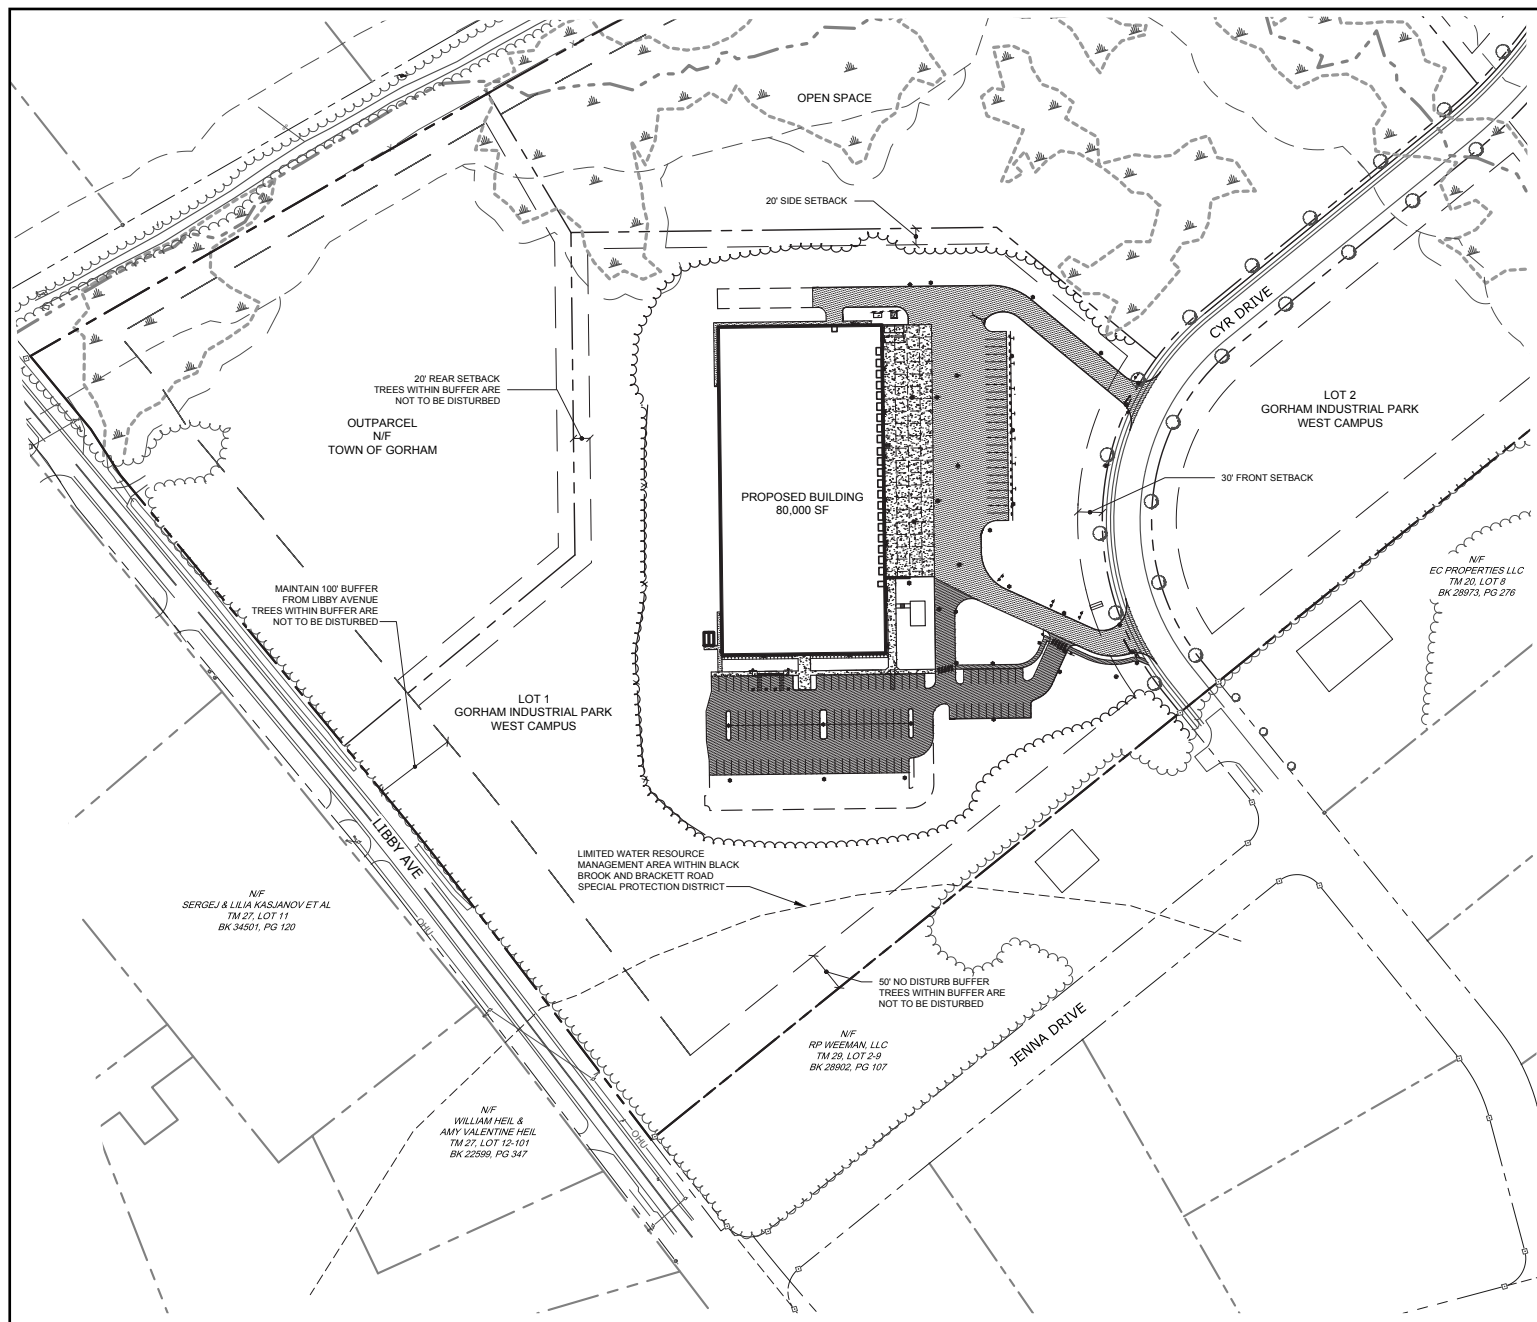 OPEN SPACE
20' SIDE SETBACK
CYR DRIVE
20' REAR SETBACK
TREES WITHIN BUFFER ARE
NOT TO BE DISTURBED
OUTPARCEL
N/F
TOWN OF GORHAM
LOT 2
GORHAM INDUSTRIAL PARK
WEST CAMPUS
30' FRONT SETBACK
PROPOSED BUILDING
80,000 SF
N/F
EC PROPERTIES LLC
TM 20, LOT 8
BK 28973, PG 276
MAINTAIN 100' BUFFER
FROM LIBBY AVENUE
TREES WITHIN BUFFER ARE
NOT TO BE DISTURBED
LOT 1
GORHAM INDUSTRIAL PARK
WEST CAMPUS
LIBBY AVE
LIMITED WATER RESOURCE
MANAGEMENT AREA WITHIN BLACK
BROOK AND BRACKETT ROAD
SPECIAL PROTECTION DISTRICT
N/F
SERGEJ & LILIA KASJANOV ET AL
TM 27, LOT 11
BK 34501, PG 120
OHU
50' NO DISTURB BUFFER
TREES WITHIN BUFFER ARE
NOT TO BE DISTURBED
N/F
RP WEEMAN, LLC
TM 29, LOT 2-9
BK 28902, PG 107
JENNA DRIVE
N/F
WILLIAM HEIL &
AMY VALENTINE HEIL
TM 27, LOT 12-101
BK 22599, PG 347
OHU